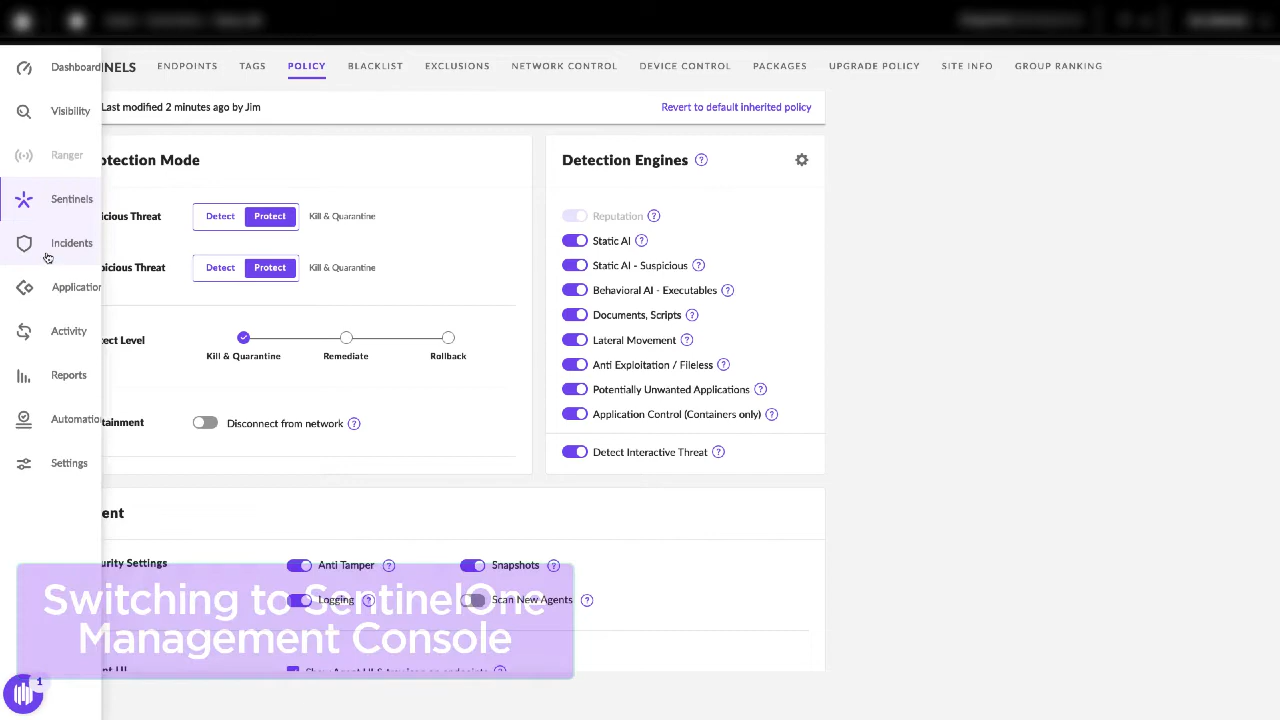 Dashboard
NELS
ENDPOINTS
TAGS
POLICY
BLACKLIST
EXCLUSIONS
NETWORK CONTROL
DEVICE CONTROL
PACKAGES
UPGRADE POLICY
SITE INFO
GROUP RANKING
Visibility
Ranger
Sentinels
Incidents
Application
Activity
Reports
Automatio
Settings
1
Last modified 2 minutes ago by Jim
Revert to default inherited policy
otection Mode
icious Threat
Detect
Protect
Kill & Quarantine
picious Threat
Detect
Protect
Kill & Quarantine
tect Level
Kill & Quarantine
Remediate
Rollback
tainment
Disconnect from network ?
Detection Engines ?
Reputation ?
Static AI ?
Static AI - Suspicious ?
Behavioral AI - Executables ?
Documents, Scripts ?
Lateral Movement ?
Anti Exploitation / Fileless ?
Potentially Unwanted Applications ?
Application Control (Containers only) ?
Detect Interactive Threat ?
ent
urity Settings
Anti Tamper ?
Snapshots ?
Logging ?
Scan New Agents ?
Switching to SentinelOne
Management Console